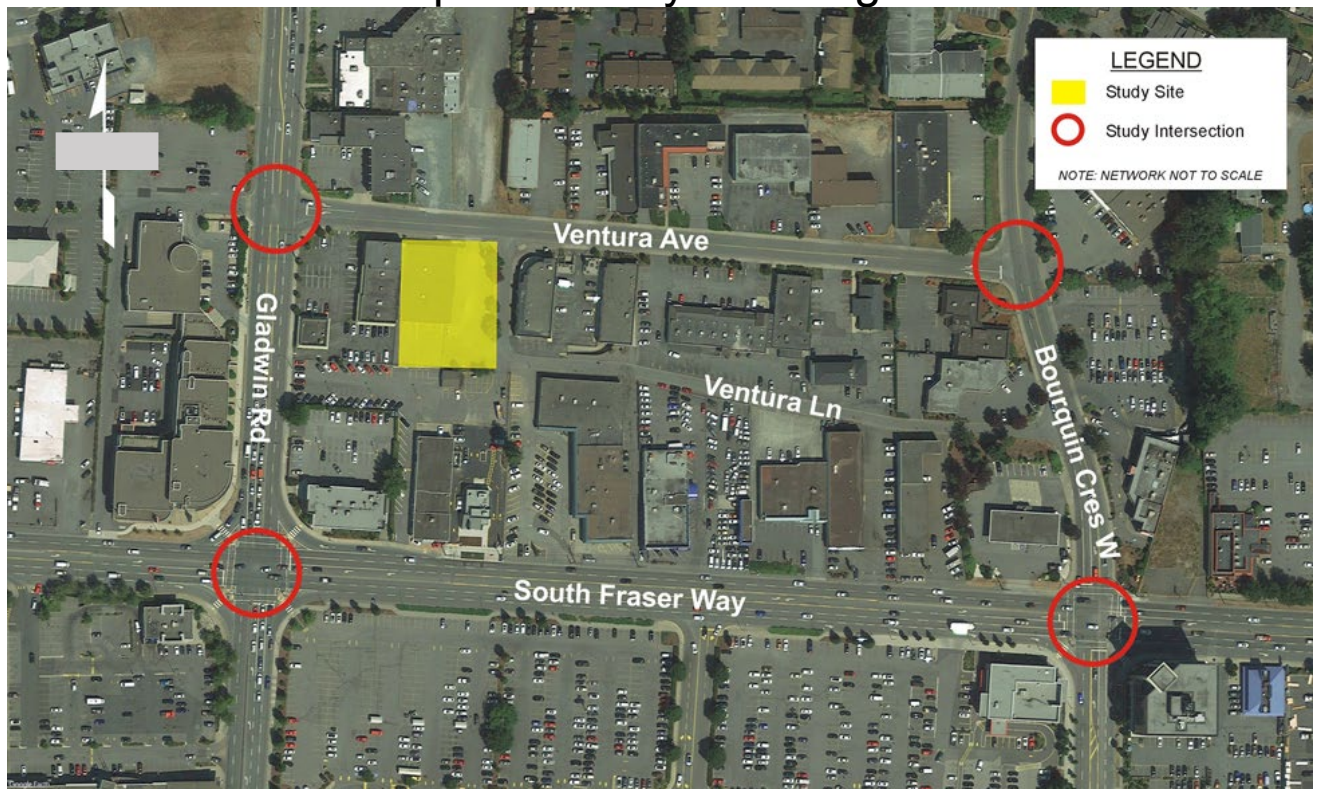 LEGEND
Study Site
Study Intersection
NOTE: NETWORK NOT TO SCALE
Ventura Ave
Gladwin Rd
Ventura Ln
Bourquin Cres W
South Fraser Way